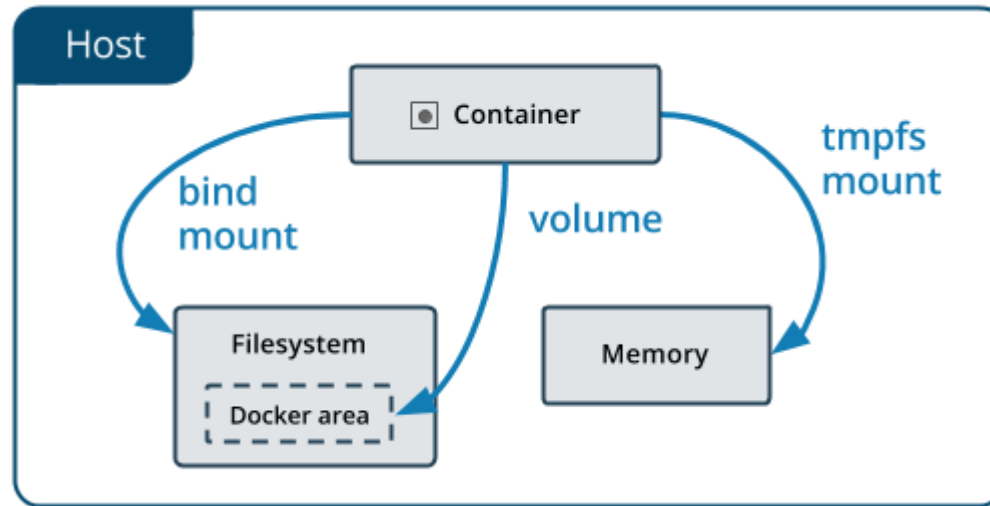 Host
Container
tmpfs
mount
bind
mount
volume
Filesystem
Memory
Docker area